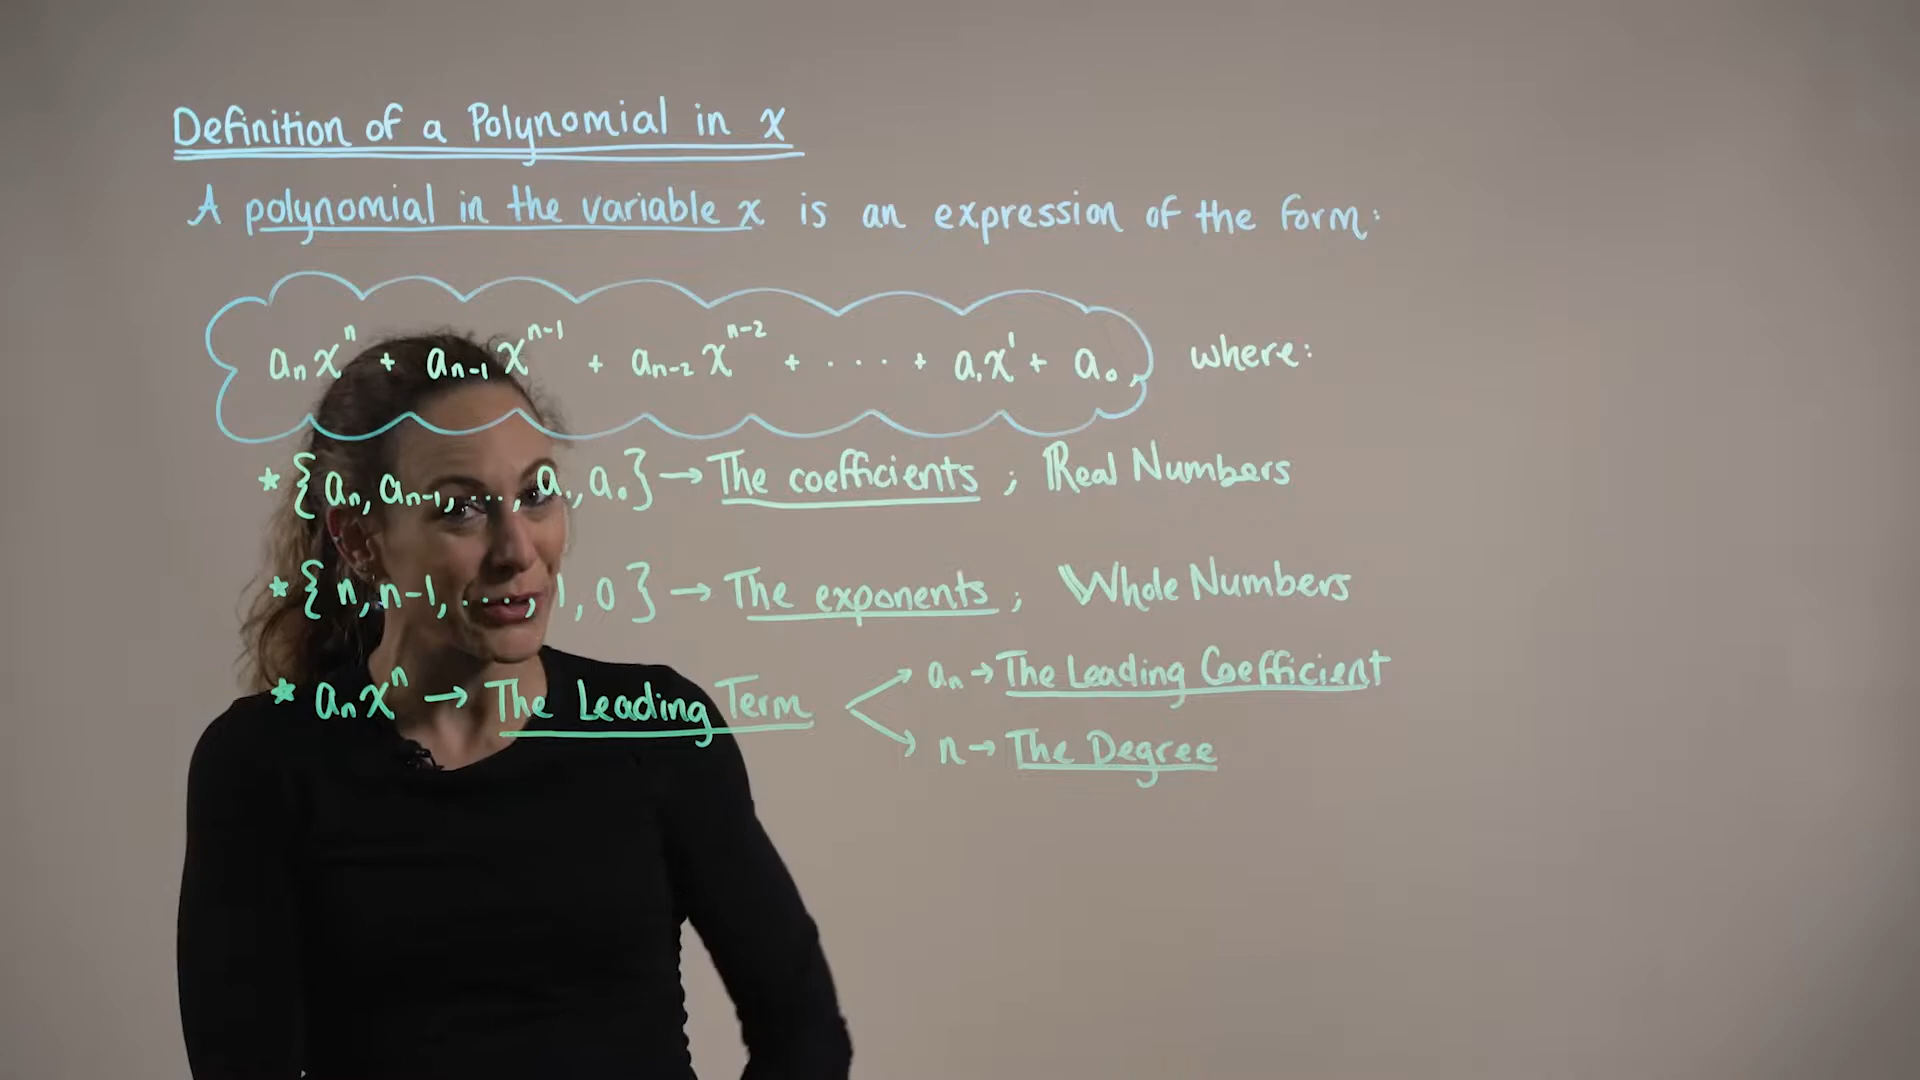 Definition of a Polynomial in x
A polynomial in the variable x is an expression of the form:
aₙxⁿ + aₙ₋₁xⁿ⁻¹ + aₙ₋₂xⁿ⁻² + · · · · + a₁x¹ + a₀, where:
* {aₙ, aₙ₋₁, ..., a₁, a₀} → The coefficients ; Real Numbers
* {n, n-1, ..., 1, 0} → The exponents ; Whole Numbers
* aₙxⁿ → The Leading Term
aₙ → The Leading Coefficient
n → The Degree